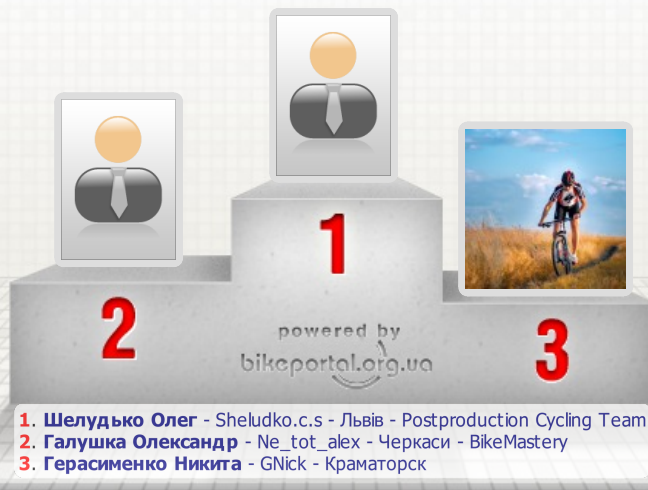 1
2
3
powered by
bikeportal.org.ua
1. Шелудько Олег - Sheludko.c.s - Львів - Postproduction Cycling Team
2. Галушка Олександр - Ne_tot_alex - Черкаси - BikeMastery
3. Герасименко Никита - GNick - Краматорск